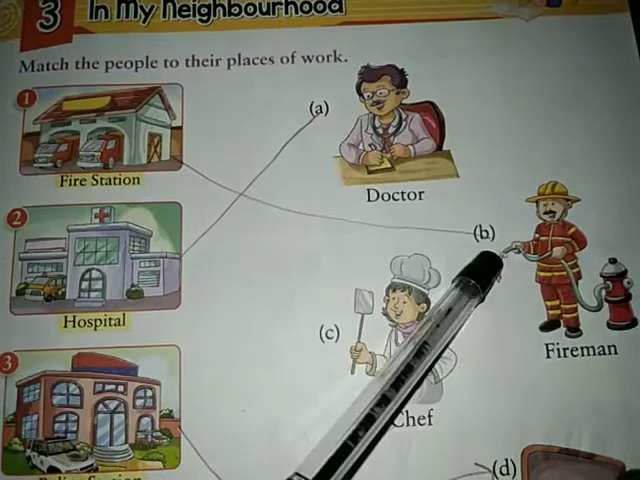 3 In My Neighbourhood
Match the people to their places of work.
1
(a)
Fire Station
Doctor
2
(b)
Hospital
(c)
Fireman
3
Chef
(d)